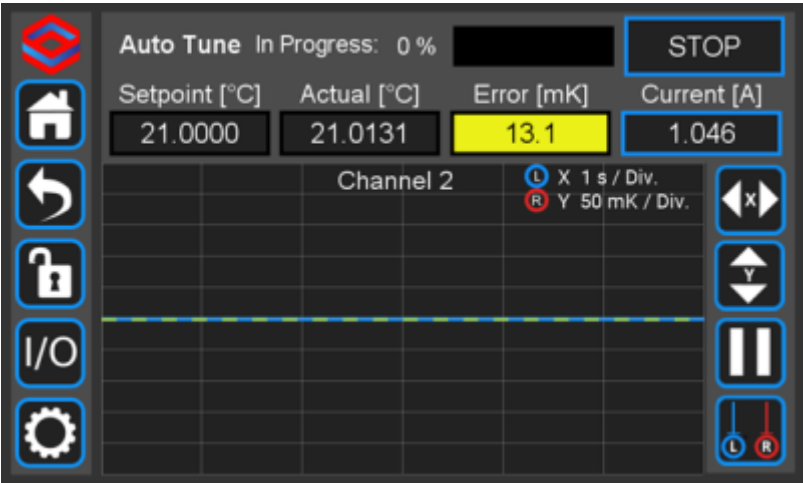 Auto Tune In Progress: 0 % STOP
Setpoint [°C] Actual [°C] Error [mK] Current [A]
21.0000 21.0131 13.1 1.046
Channel 2
L X 1 s / Div.
R Y 50 mK / Div.
X
Y
I/O
L R